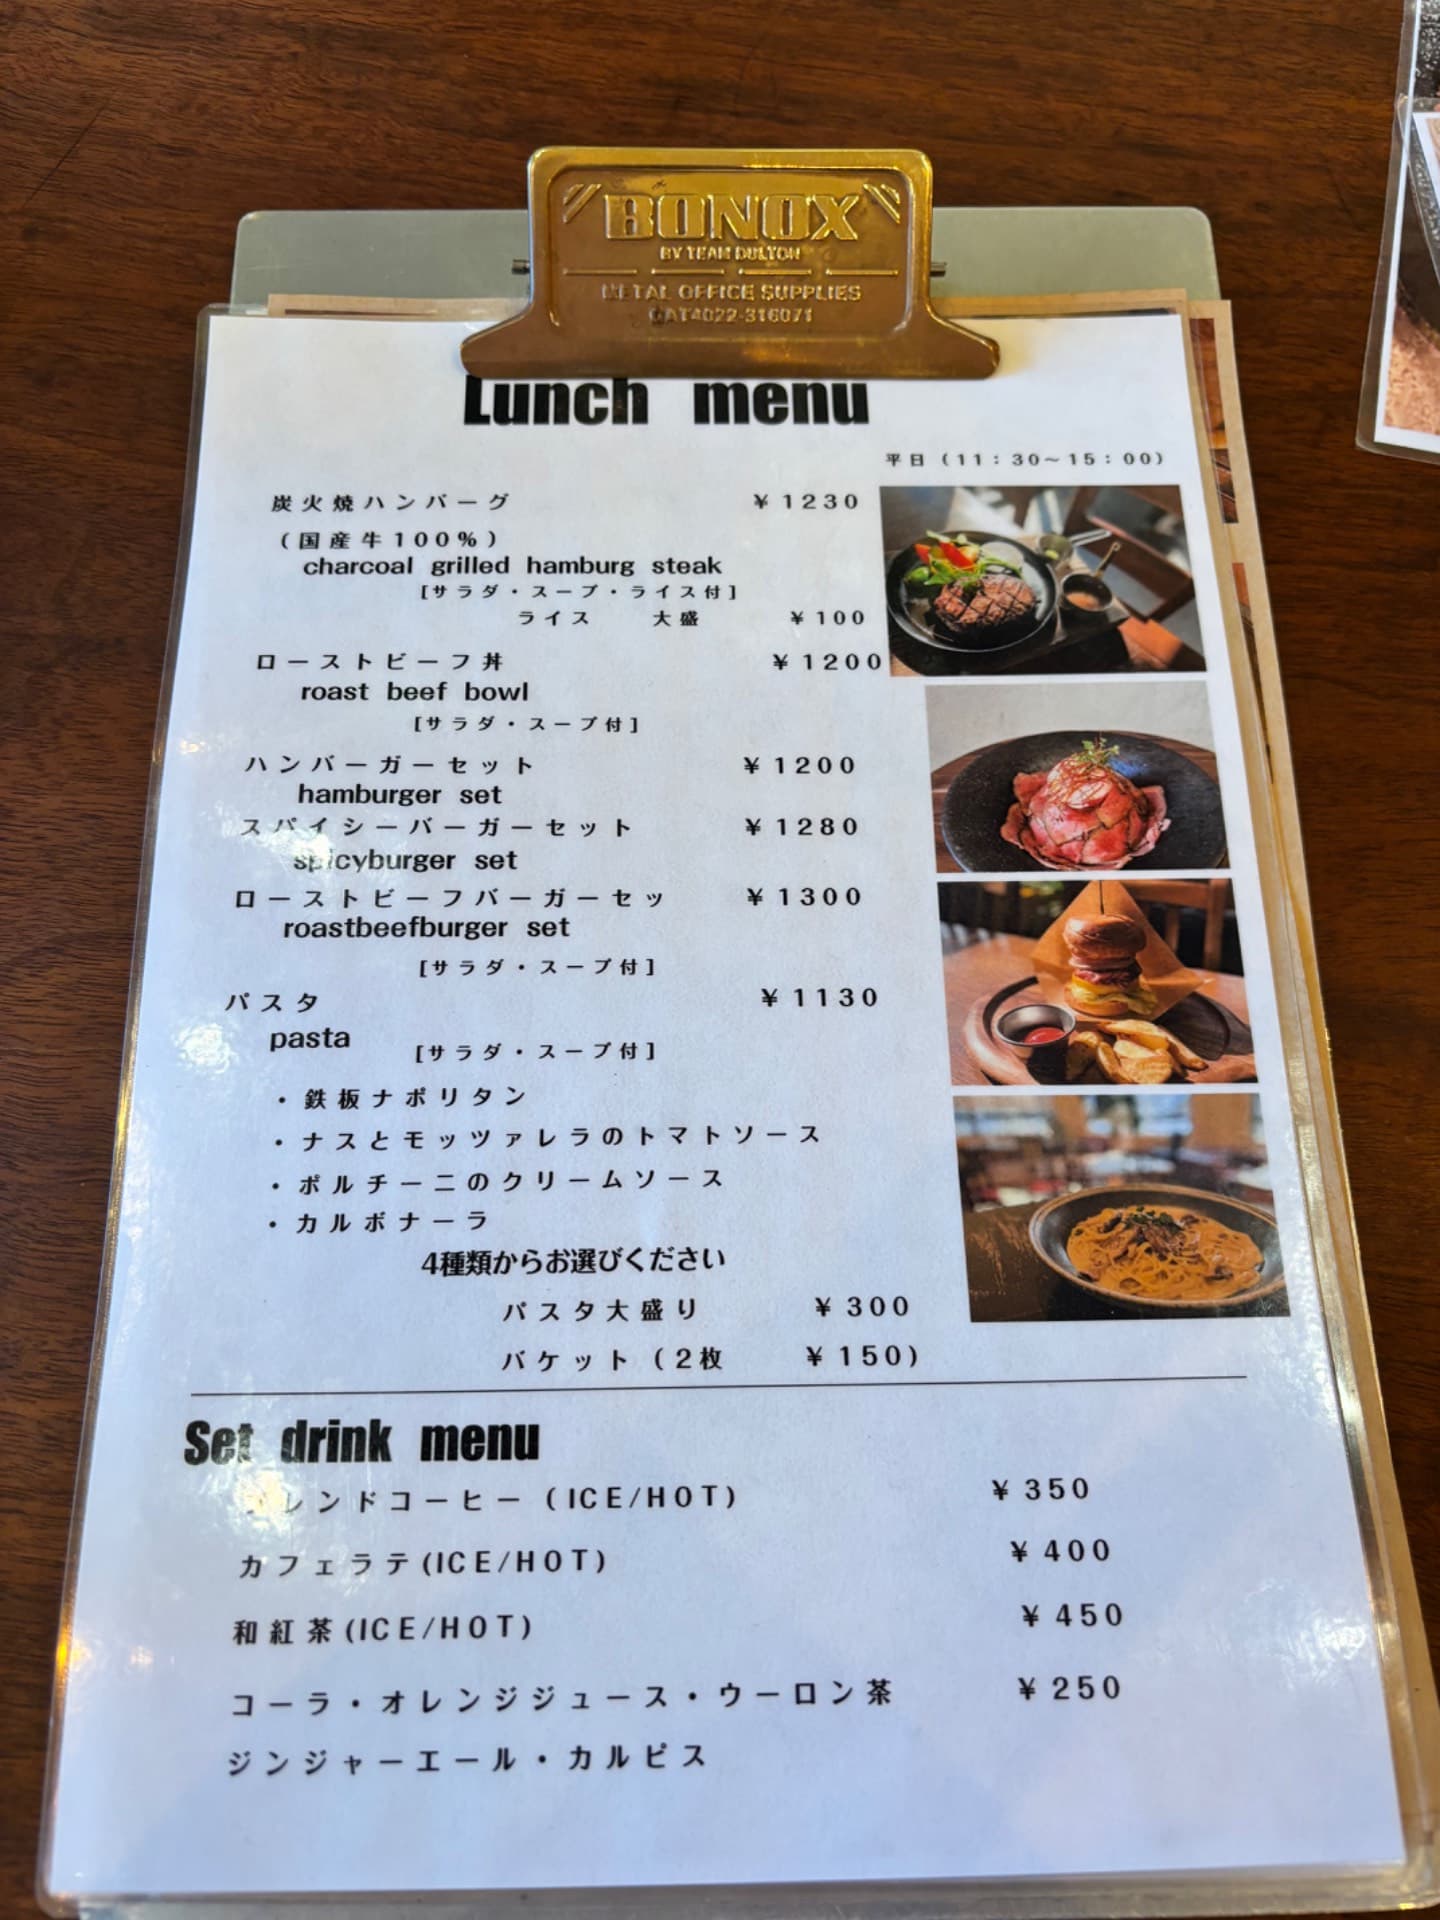 BONOX
BY TEAM DULTON
METAL OFFICE SUPPLIES
CAT4022-316071
Lunch menu
平日（11：30～15：00）
炭火焼ハンバーグ ¥1230
（国産牛100％）
charcoal grilled hamburg steak
[サラダ・スープ・ライス付]
ライス 大盛 ¥100
ローストビーフ丼 ¥1200
roast beef bowl
[サラダ・スープ付]
ハンバーガーセット ¥1200
hamburger set
スパイシーバーガーセット ¥1280
spicyburger set
ローストビーフバーガーセッ ¥1300
roastbeefburger set
[サラダ・スープ付]
パスタ ¥1130
pasta [サラダ・スープ付]
・鉄板ナポリタン
・ナスとモッツァレラのトマトソース
・ポルチーニのクリームソース
・カルボナーラ
4種類からお選びください
パスタ大盛り ¥300
バケット（2枚 ¥150)
Set drink menu
レンドコーヒー（ICE/HOT) ¥350
カフェラテ(ICE/HOT) ¥400
和紅茶(ICE/HOT) ¥450
コーラ・オレンジジュース・ウーロン茶 ¥250
ジンジャーエール・カルピス